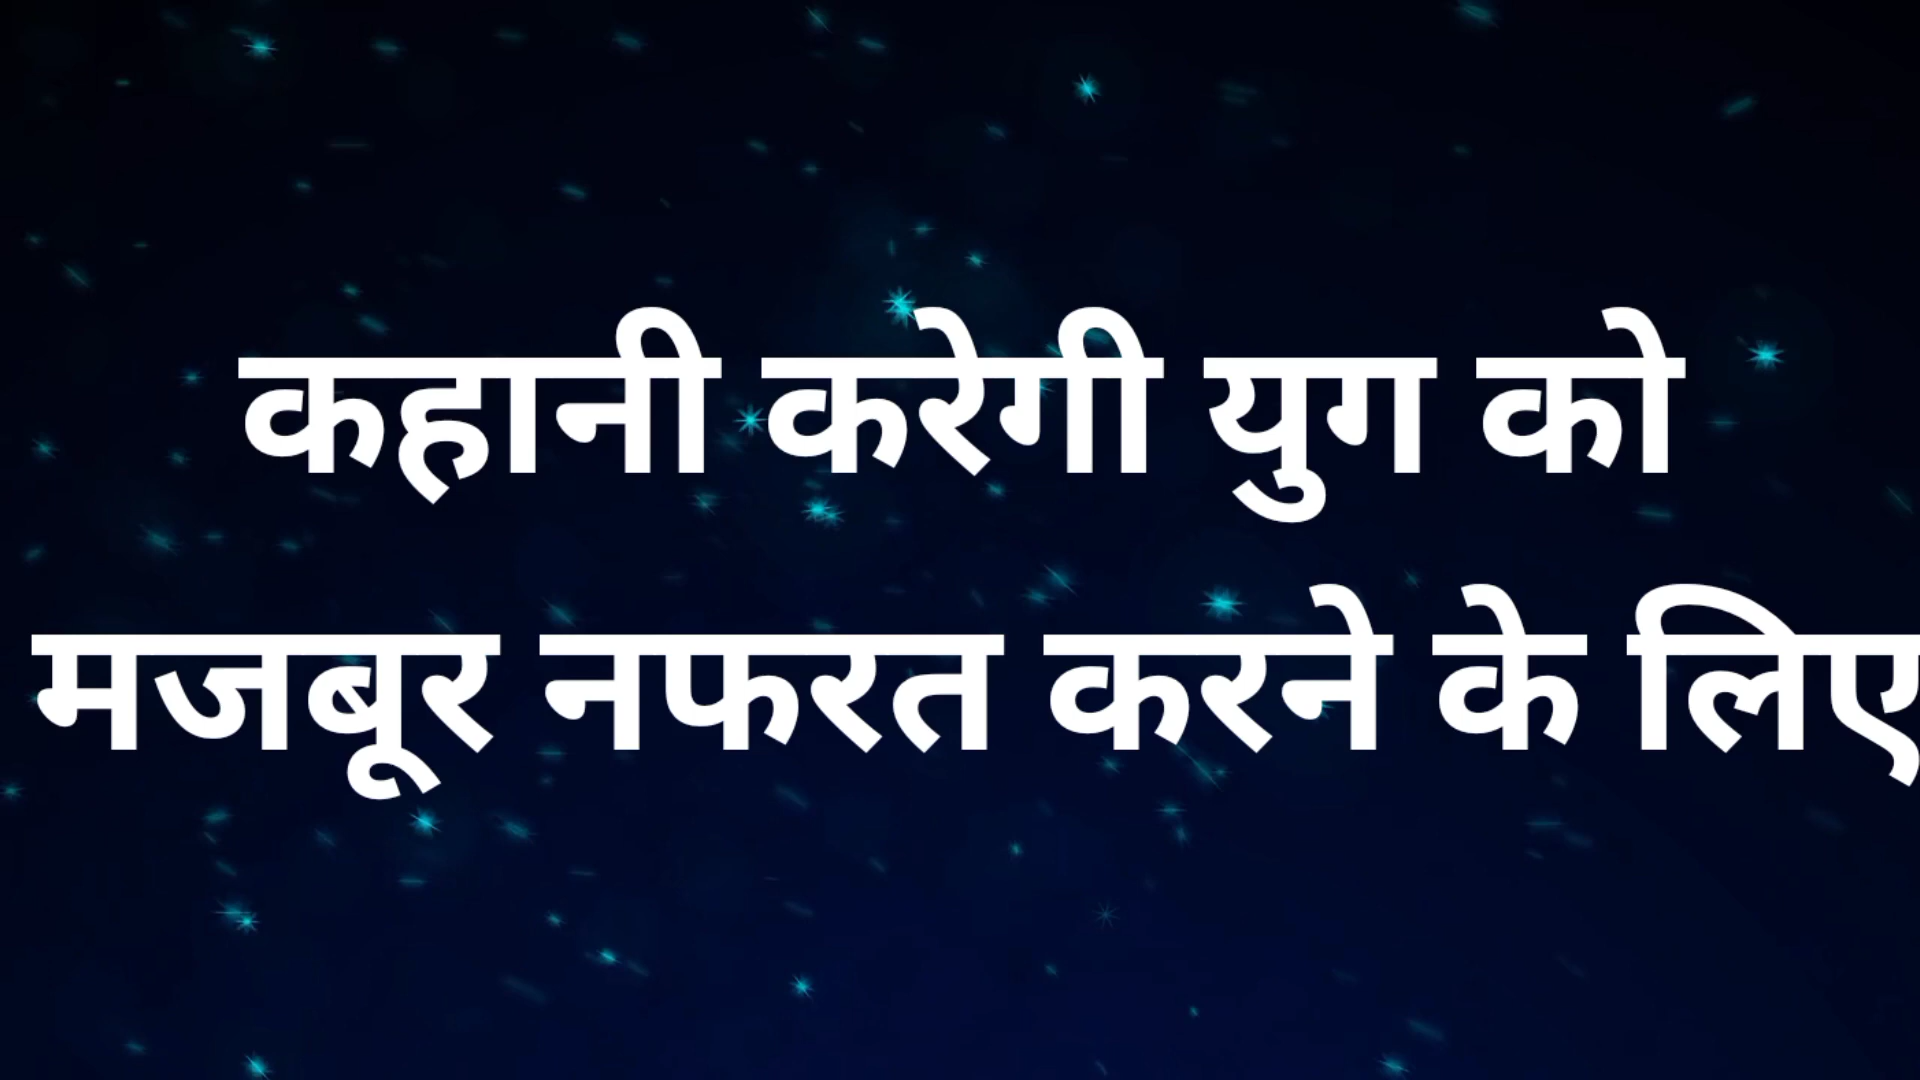 कहानी करेगी युग को
मजबूर नफरत करने के लिए